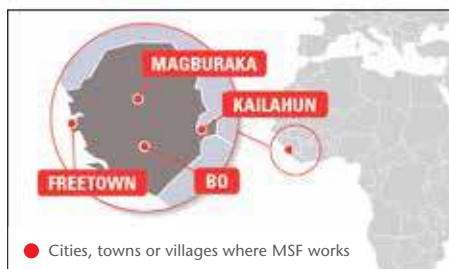 MAGBURAKA
KAILAHUN
FREETOWN
BO
Cities, towns or villages where MSF works